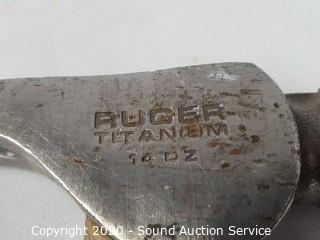 RUGER
TITANIUM
14 OZ
Copyright 2020 - Sound Auction Service